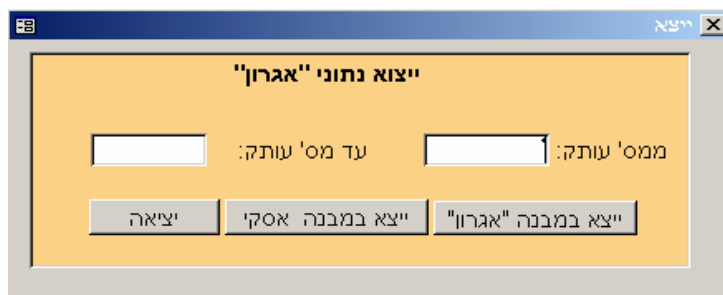 ייצא
ייצוא נתוני "אגרון"
ממס' עותק: עד מס' עותק:
ייצא במבנה "אגרון" ייצא במבנה אסקי יציאה